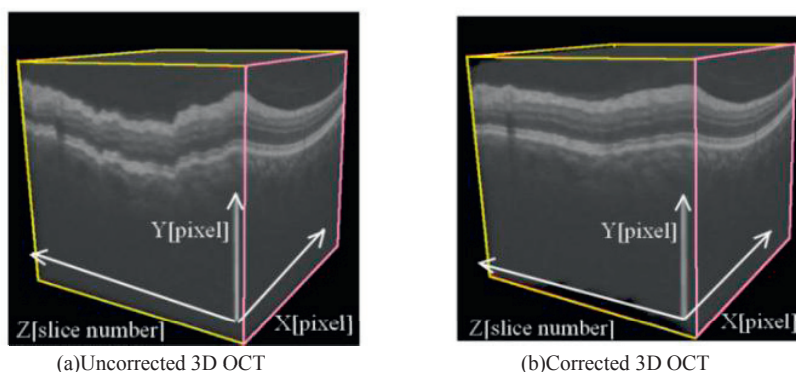 Y[pixel]
Z[slice number]
X[pixel]
(a)Uncorrected 3D OCT
Y[pixel]
Z[slice number]
X[pixel]
(b)Corrected 3D OCT